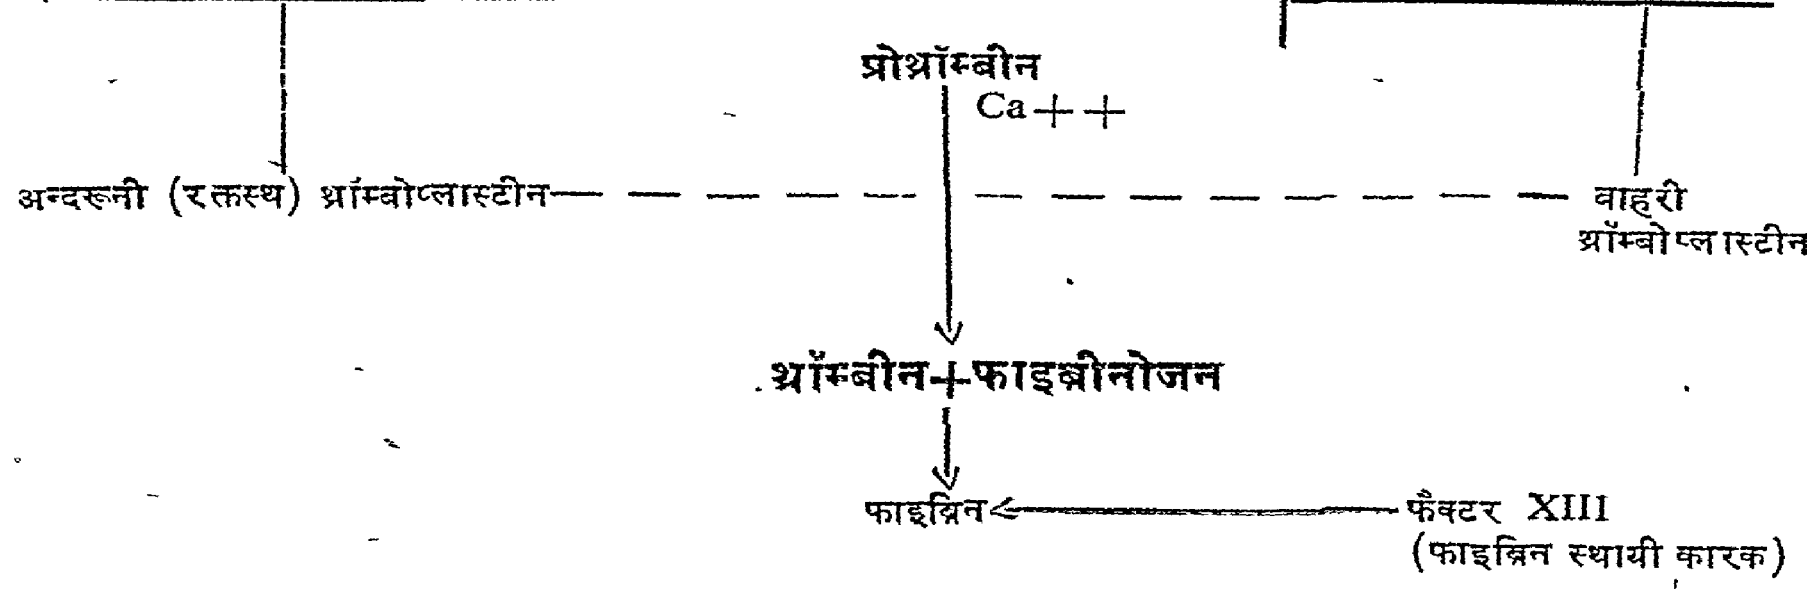 प्रोथ्रॉम्बीन
Ca++
अन्दरूनी (रक्तस्थ) थ्रॉम्बोप्लास्टीन
वाहरी
थ्रॉम्बोप्लास्टीन
थ्रॉम्बीन+फाइब्रीनोजन
फाइब्रिन
फैक्टर XIII
(फाइब्रिन स्थायी कारक)